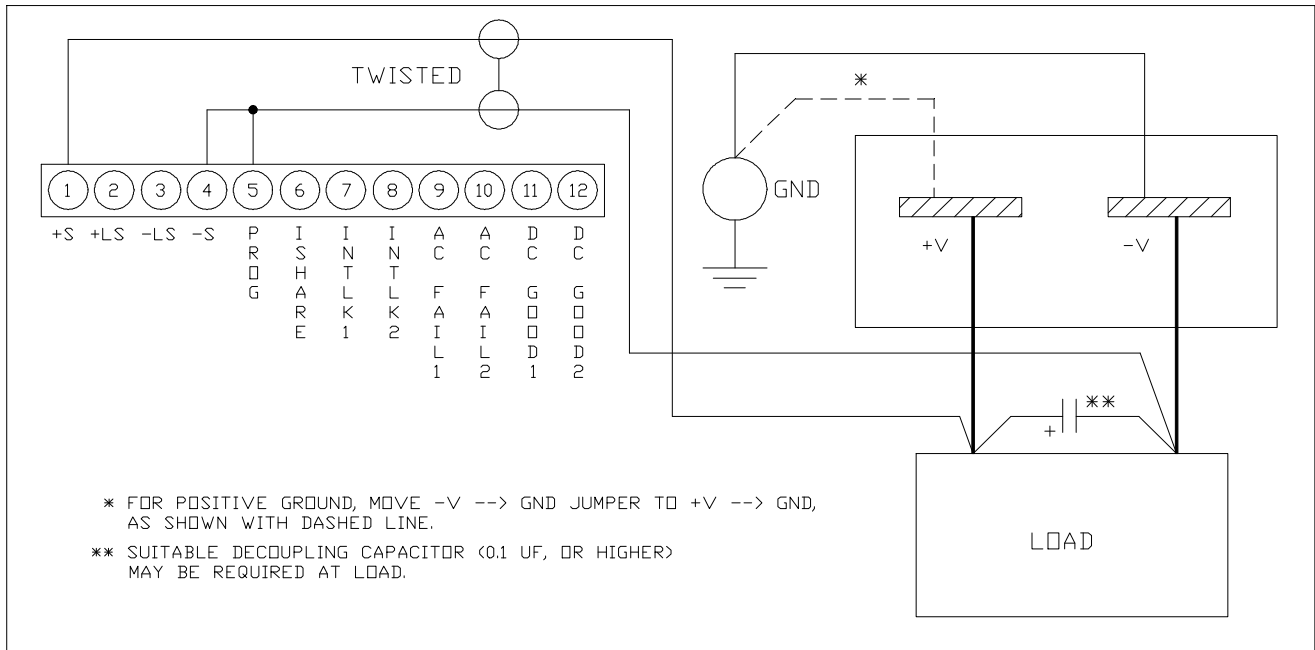 TWISTED
*
GND
1 2 3 4 5 6 7 8 9 10 11 12
+S +LS -LS -S PROG ISHARE INTLK1 INTLK2 AC FAIL1 AC FAIL2 DC GOOD1 DC GOOD2
+V -V
+ **
LOAD
* FOR POSITIVE GROUND, MOVE -V --> GND JUMPER TO +V --> GND,
AS SHOWN WITH DASHED LINE.
** SUITABLE DECOUPLING CAPACITOR (0.1 UF, OR HIGHER)
MAY BE REQUIRED AT LOAD.